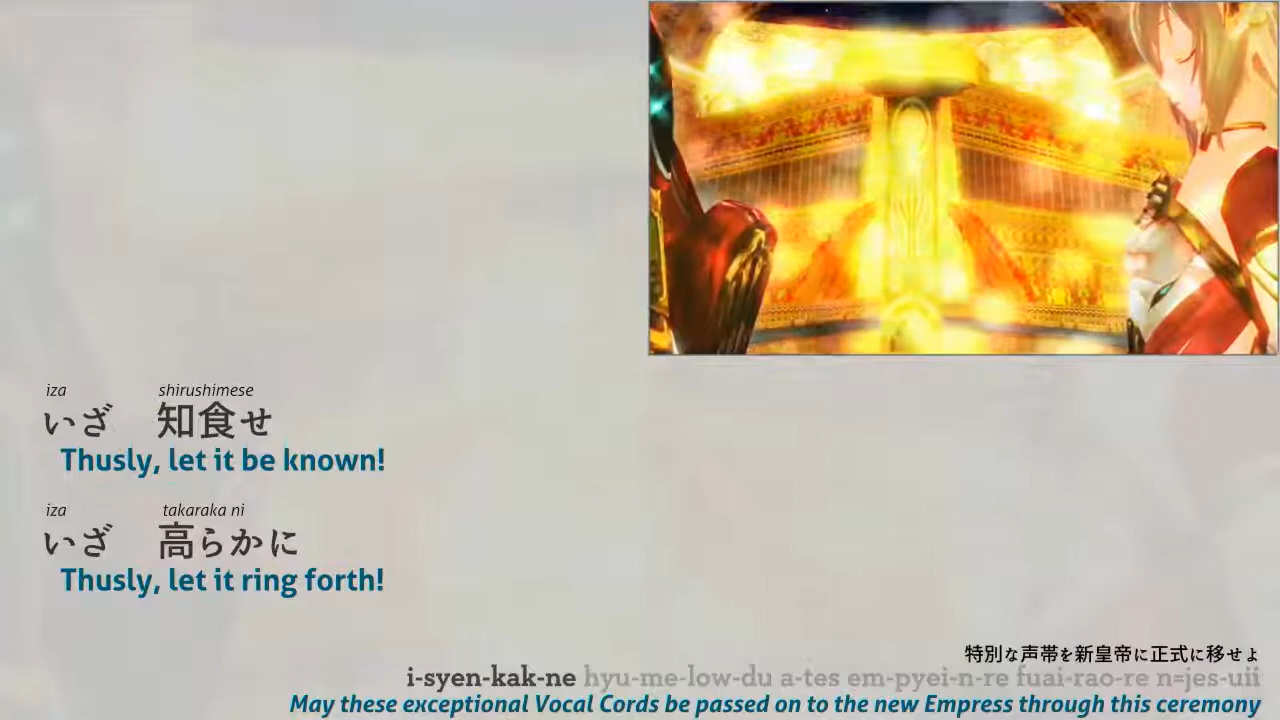 iza shirushimese
いざ 知食せ
Thusly, let it be known!
iza takaraka ni
いざ 高らかに
Thusly, let it ring forth!
特別な声帯を新皇帝に正式に移せよ
i-syen-kak-ne hyu-me-low-du a-tes em-pyei-n-re fuai-rao-re n=jes-uii
May these exceptional Vocal Cords be passed on to the new Empress through this ceremony